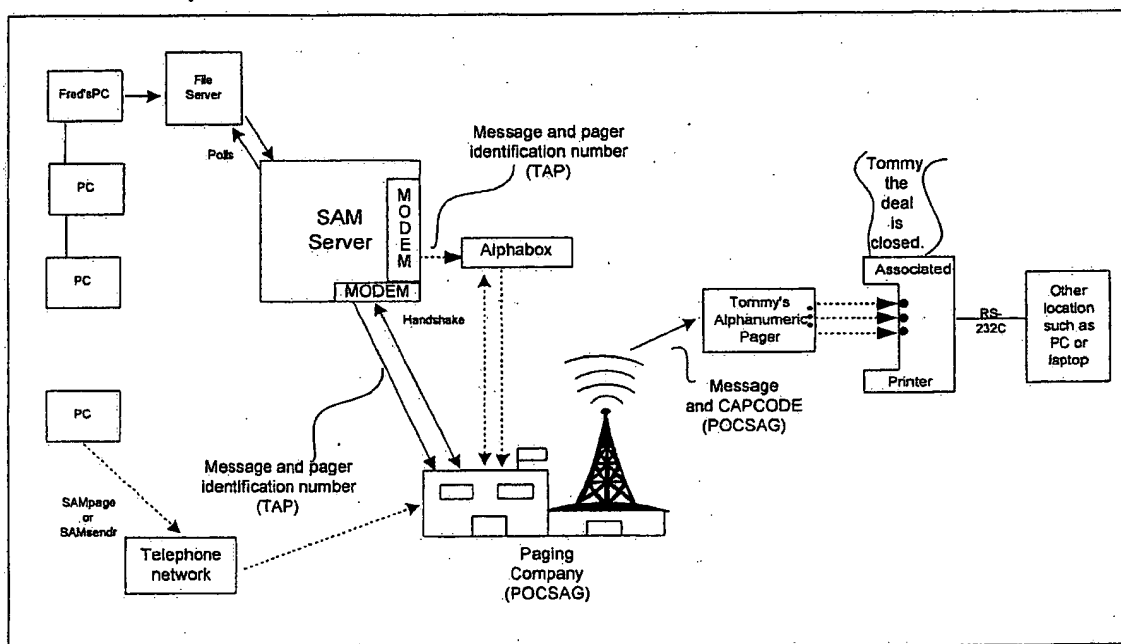 Fred'sPC
File
Server
Polls
PC
PC
SAM
Server
MODEM
MODEM
Message and pager
identification number
(TAP)
Alphabox
Handshake
Tommy
the
deal
is
closed.
Associated
Printer
Tommy's
Alphanumeric
Pager
RS-
232C
Other
location
such as
PC or
laptop
Message
and CAPCODE
(POCSAG)
PC
Message and pager
identification number
(TAP)
SAMpage
or
SAMsendr
Telephone
network
Paging
Company
(POCSAG)